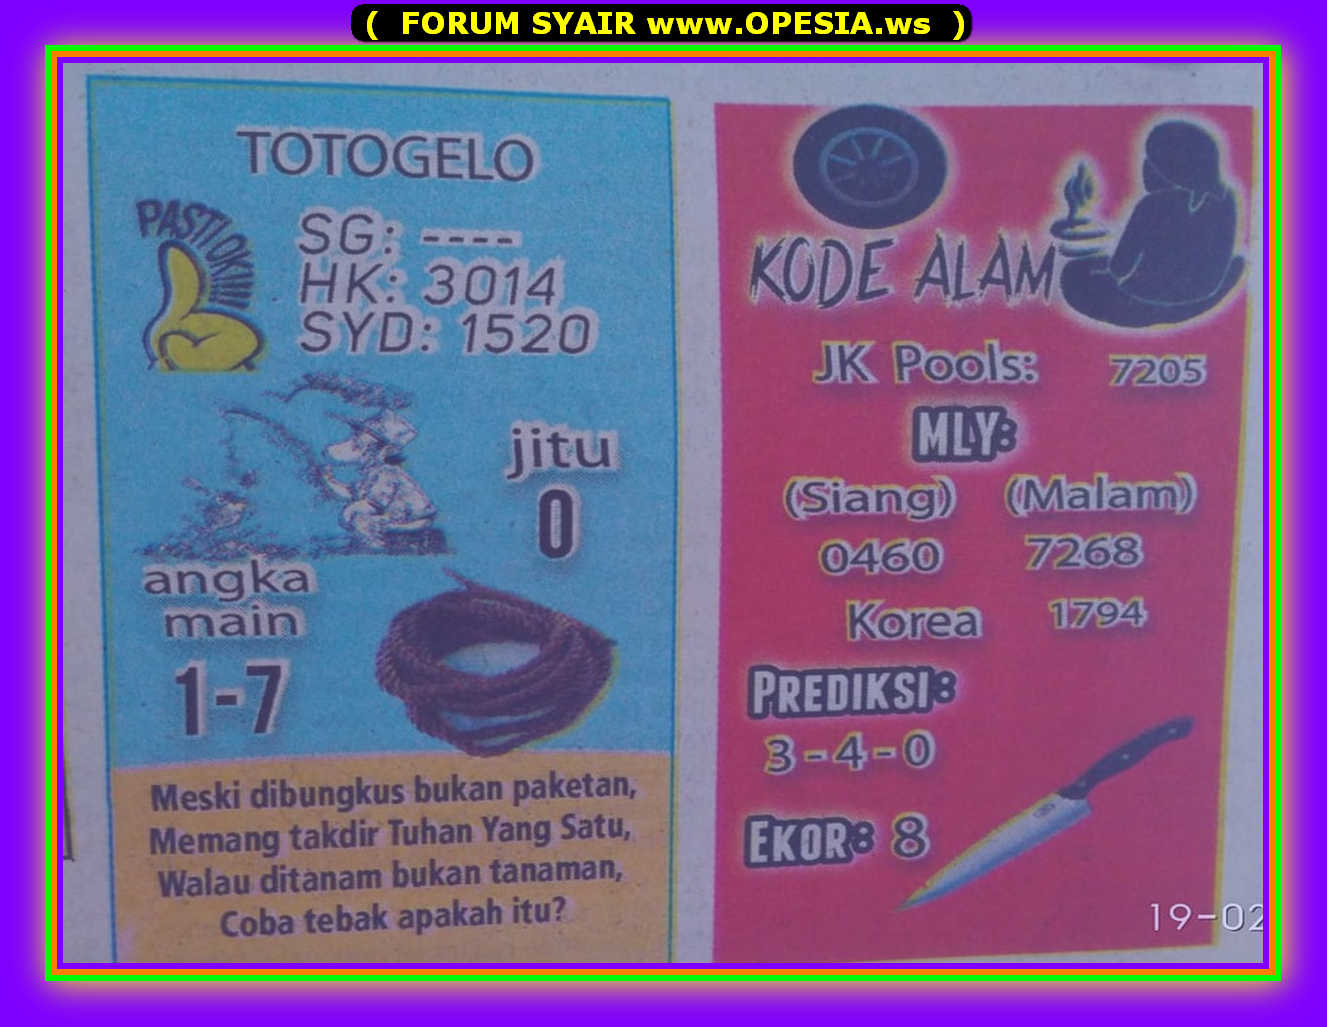 ( FORUM SYAIR www.OPESIA.ws )
TOTOGELO
PASTI OK!!!
SG: ----
HK: 3014
SYD: 1520
jitu
0
angka
main
1-7
Meski dibungkus bukan paketan,
Memang takdir Tuhan Yang Satu,
Walau ditanam bukan tanaman,
Coba tebak apakah itu?
KODE ALAM
JK Pools: 7205
MLY:
(Siang) (Malam)
0460 7268
Korea 1794
PREDIKSI:
3-4-0
EKOR: 8
19-02